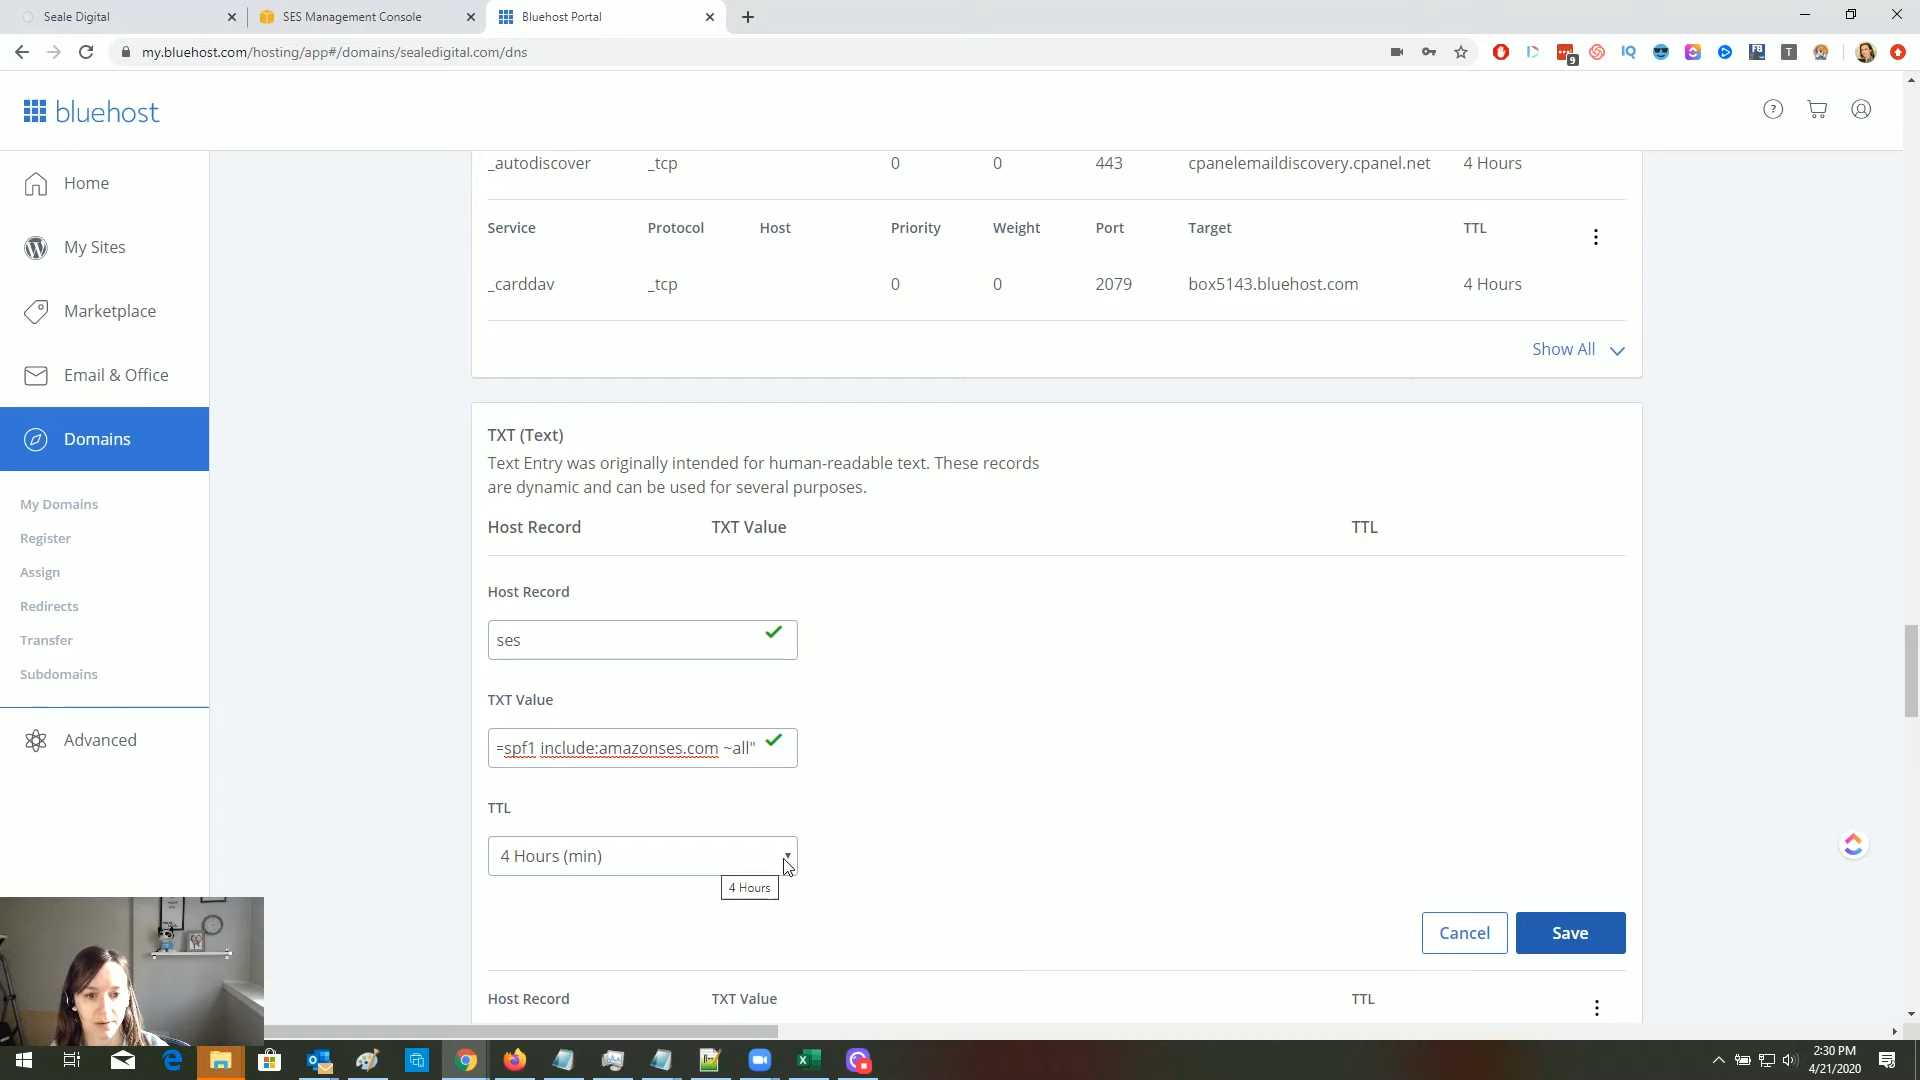 Seale Digital
SES Management Console
Bluehost Portal
my.bluehost.com/hosting/app#/domains/sealedigital.com/dns
9
IQ
FB
T
bluehost
?
Home
My Sites
Marketplace
Email & Office
Domains
My Domains
Register
Assign
Redirects
Transfer
Subdomains
Advanced
_autodiscover _tcp 0 0 443 cpanelemaildiscovery.cpanel.net 4 Hours
Service Protocol Host Priority Weight Port Target TTL
_carddav _tcp 0 0 2079 box5143.bluehost.com 4 Hours
Show All
TXT (Text)
Text Entry was originally intended for human-readable text. These records
are dynamic and can be used for several purposes.
Host Record TXT Value TTL
Host Record
ses
TXT Value
=spf1 include:amazonses.com ~all"
TTL
4 Hours (min)
4 Hours
Cancel Save
Host Record TXT Value TTL
2:30 PM
4/21/2020